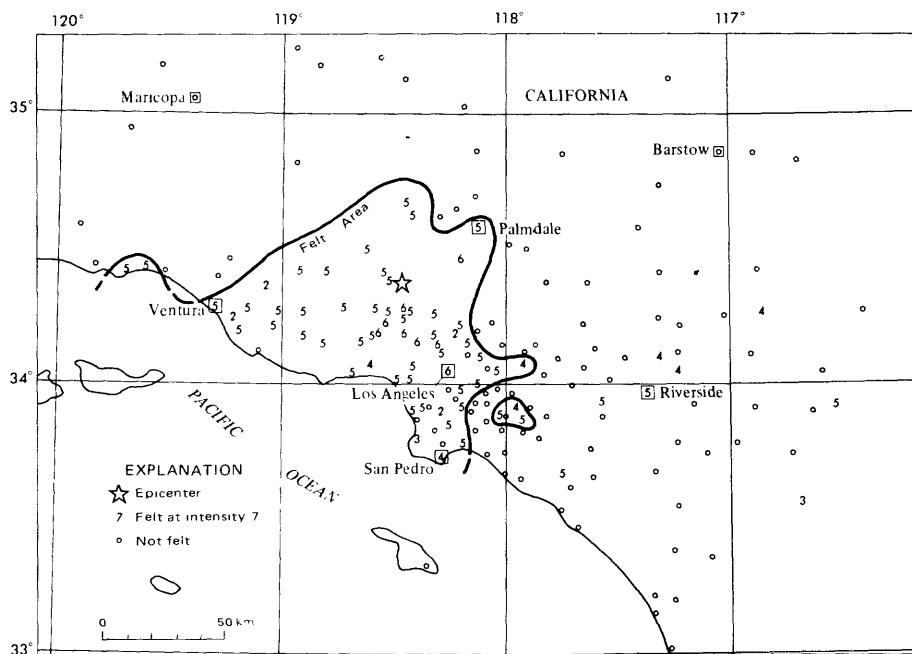 120° 119° 118° 117°
35°
Maricopa
CALIFORNIA
Barstow
Felt Area
Palmdale
Ventura
34°
Los Angeles
Riverside
San Pedro
PACIFIC
OCEAN
EXPLANATION
Epicenter
7 Felt at intensity 7
Not felt
0 50 km
33°